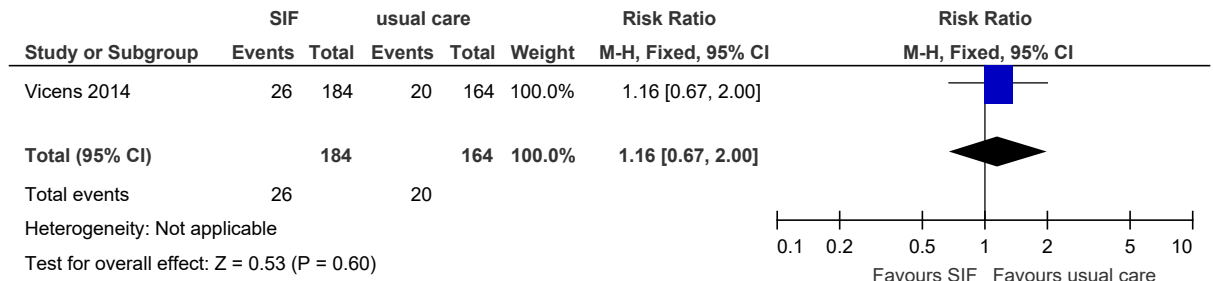 SIF usual care Risk Ratio Risk Ratio
Study or Subgroup Events Total Events Total Weight M-H, Fixed, 95% CI M-H, Fixed, 95% CI
Vicens 2014 26 184 20 164 100.0% 1.16 [0.67, 2.00]
Total (95% CI) 184 164 100.0% 1.16 [0.67, 2.00]
Total events 26 20
Heterogeneity: Not applicable
Test for overall effect: Z = 0.53 (P = 0.60)
0.1 0.2 0.5 1 2 5 10
Favours SIF Favours usual care